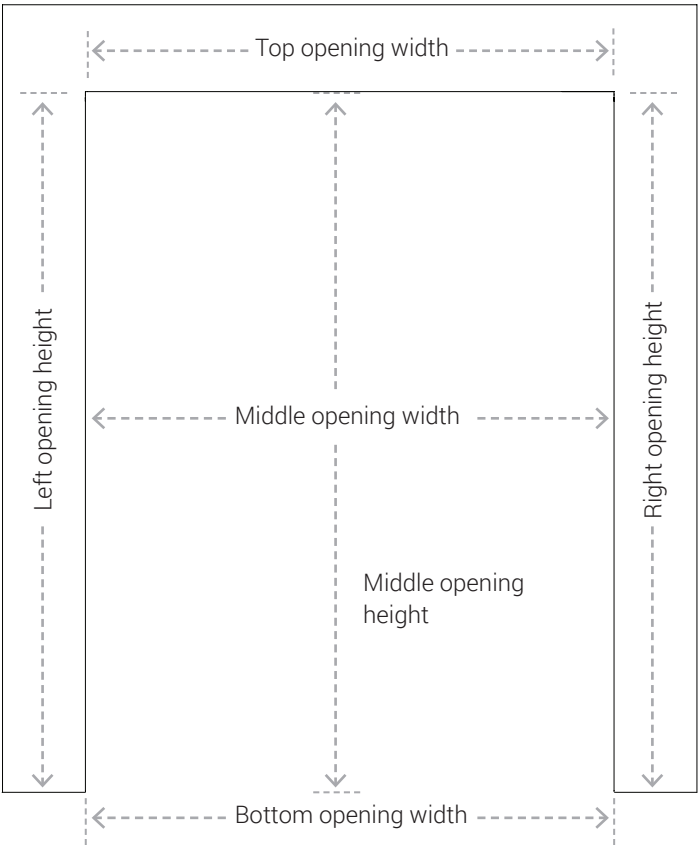 Top opening width
Left opening height
Right opening height
Middle opening width
Middle opening
height
Bottom opening width